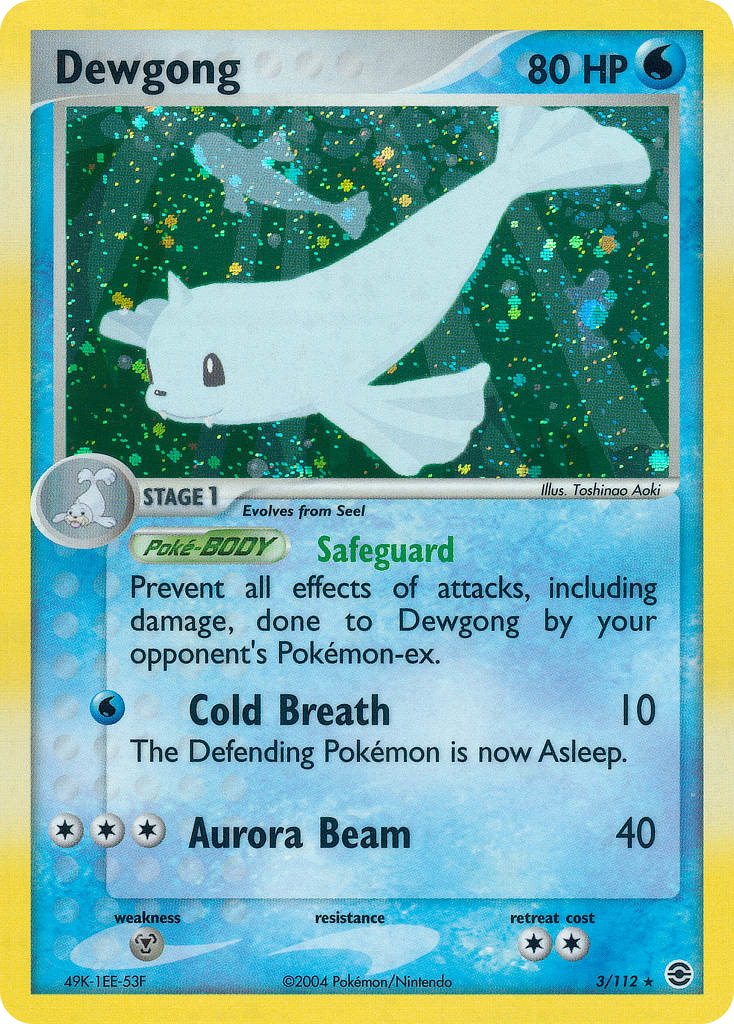 Dewgong 80 HP
Illus. Toshinao Aoki
STAGE 1
Evolves from Seel
Poké-BODY Safeguard
Prevent all effects of attacks, including
damage, done to Dewgong by your
opponent's Pokémon-ex.
Cold Breath 10
The Defending Pokémon is now Asleep.
Aurora Beam 40
weakness resistance retreat cost
49K-1EE-53F ©2004 Pokémon/Nintendo 3/112 ★